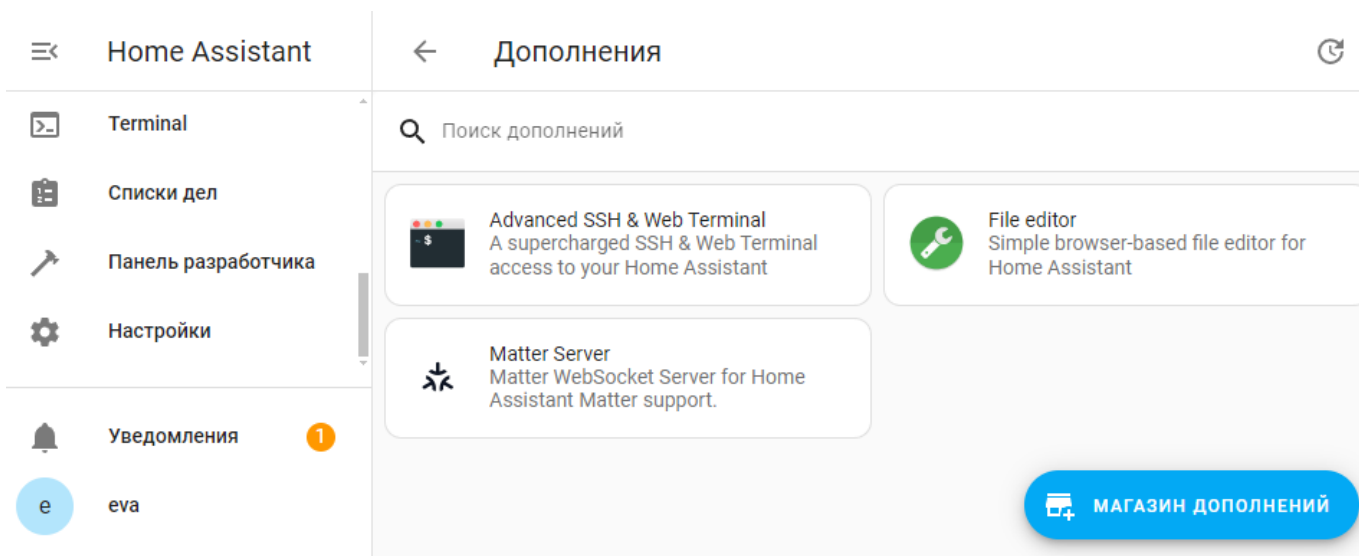 Home Assistant
Дополнения
Terminal
Списки дел
Панель разработчика
Настройки
Уведомления
1
e
eva
Поиск дополнений
~ $
Advanced SSH & Web Terminal
A supercharged SSH & Web Terminal
access to your Home Assistant
File editor
Simple browser-based file editor for
Home Assistant
Matter Server
Matter WebSocket Server for Home
Assistant Matter support.
МАГАЗИН ДОПОЛНЕНИЙ